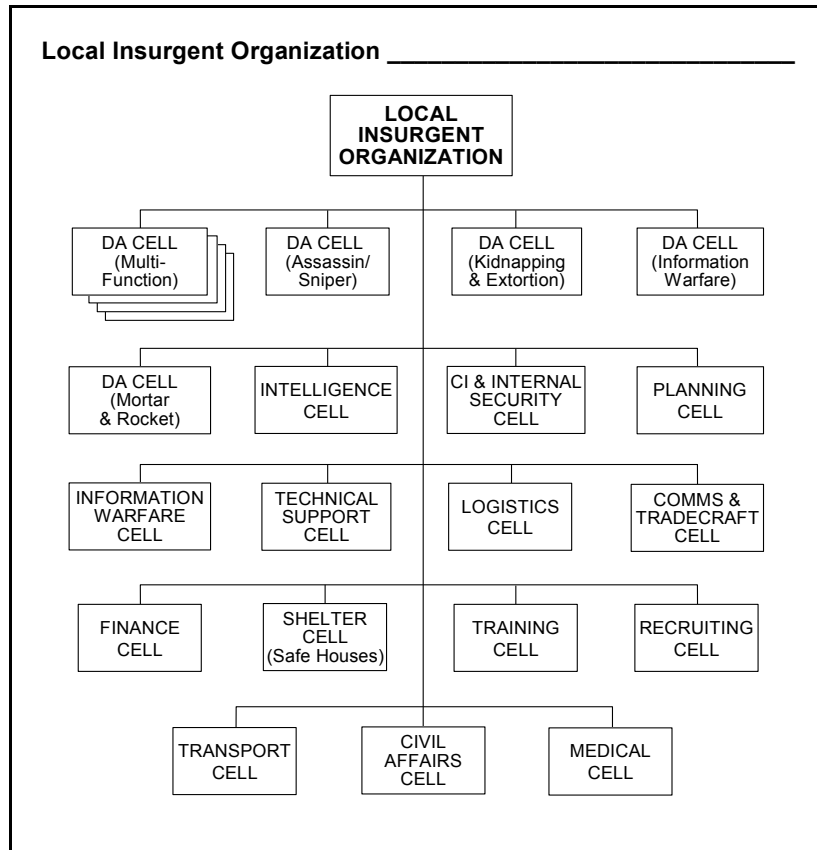 Local Insurgent Organization ______________________________
LOCAL
INSURGENT
ORGANIZATION
DA CELL
(Multi-
Function)
DA CELL
(Assassin/
Sniper)
DA CELL
(Kidnapping
& Extortion)
DA CELL
(Information
Warfare)
DA CELL
(Mortar
& Rocket)
INTELLIGENCE
CELL
CI & INTERNAL
SECURITY
CELL
PLANNING
CELL
INFORMATION
WARFARE
CELL
TECHNICAL
SUPPORT
CELL
LOGISTICS
CELL
COMMS &
TRADECRAFT
CELL
FINANCE
CELL
SHELTER
CELL
(Safe Houses)
TRAINING
CELL
RECRUITING
CELL
TRANSPORT
CELL
CIVIL
AFFAIRS
CELL
MEDICAL
CELL